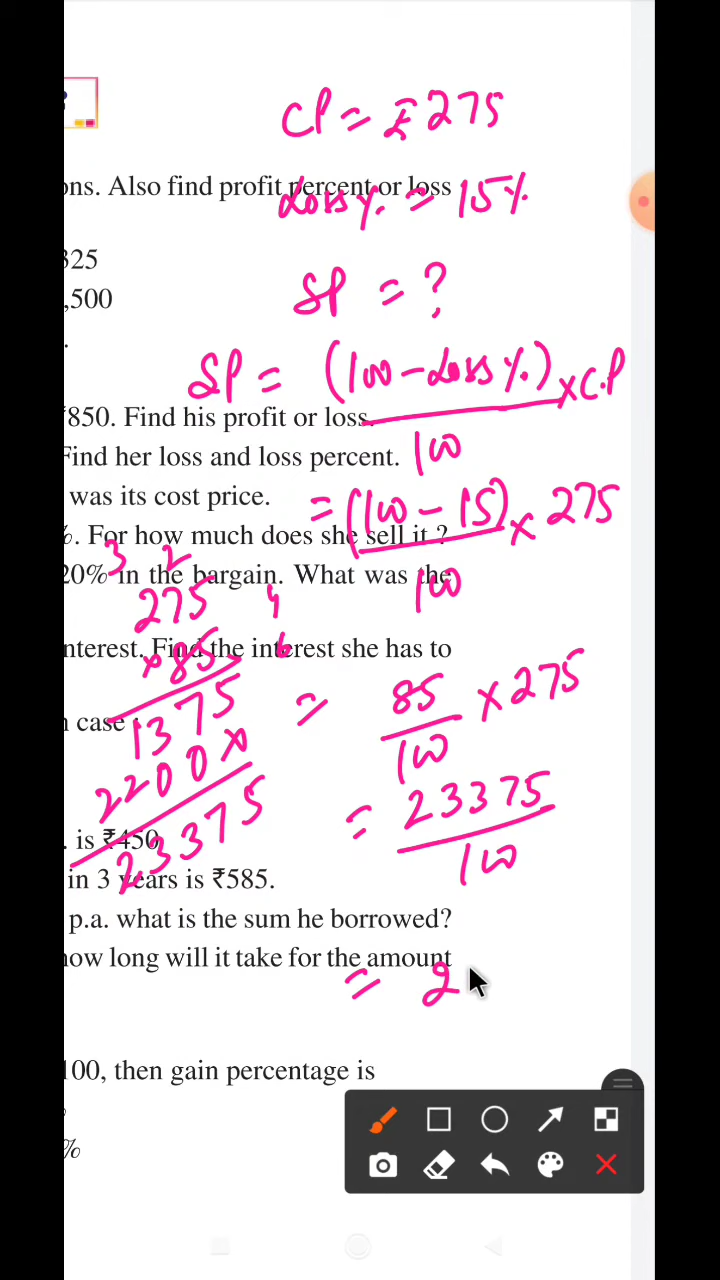 ?
CP = ₹275
ons. Also find profit percent or loss
Loss% = 15%
325
,500
SP = ?
SP = (100 - Loss%) × C.P
100
₹850. Find his profit or loss.
Find her loss and loss percent.
was its cost price.
= (100 - 15) × 275
100
%. For how much does she sell it ?
20% in the bargain. What was the
3 2
275
4
×85
6
nterest. Find the interest she has to
1375
2200×
23375
= 85 × 275
100
n case :
= 23375
100
. is ₹450
in 3 years is ₹585.
p.a. what is the sum he borrowed?
how long will it take for the amount
= 2
100, then gain percentage is
%